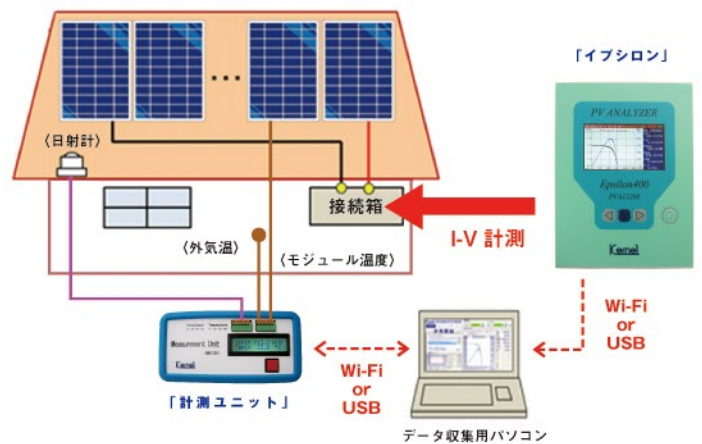 「イプシロン」
PV ANALYZER
Epsilon400
Kernel
〈日射計〉
接続箱
I-V 計測
〈外気温〉
〈モジュール温度〉
Measurement Unit
Kernel
「計測ユニット」
Wi-Fi
or
USB
Wi-Fi
or
USB
データ収集用パソコン